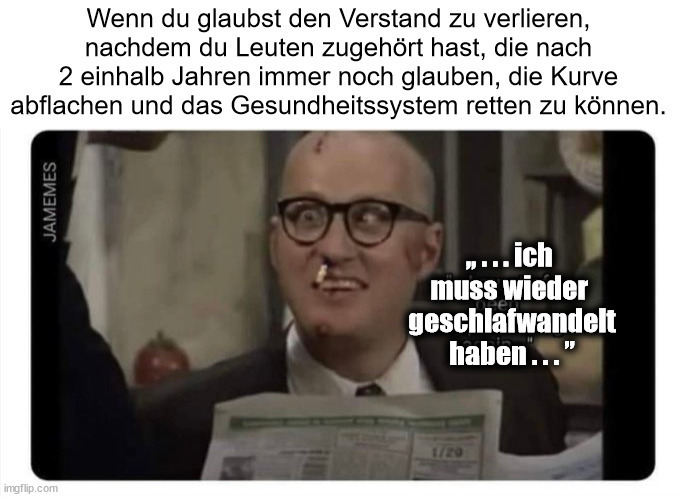 Wenn du glaubst den Verstand zu verlieren,
nachdem du Leuten zugehört hast, die nach
2 einhalb Jahren immer noch glauben, die Kurve
abflachen und das Gesundheitssystem retten zu können.
JAMEMES
„ . . . ich
muss wieder
geschlafwandelt
haben . . . ”
1/29
imgflip.com